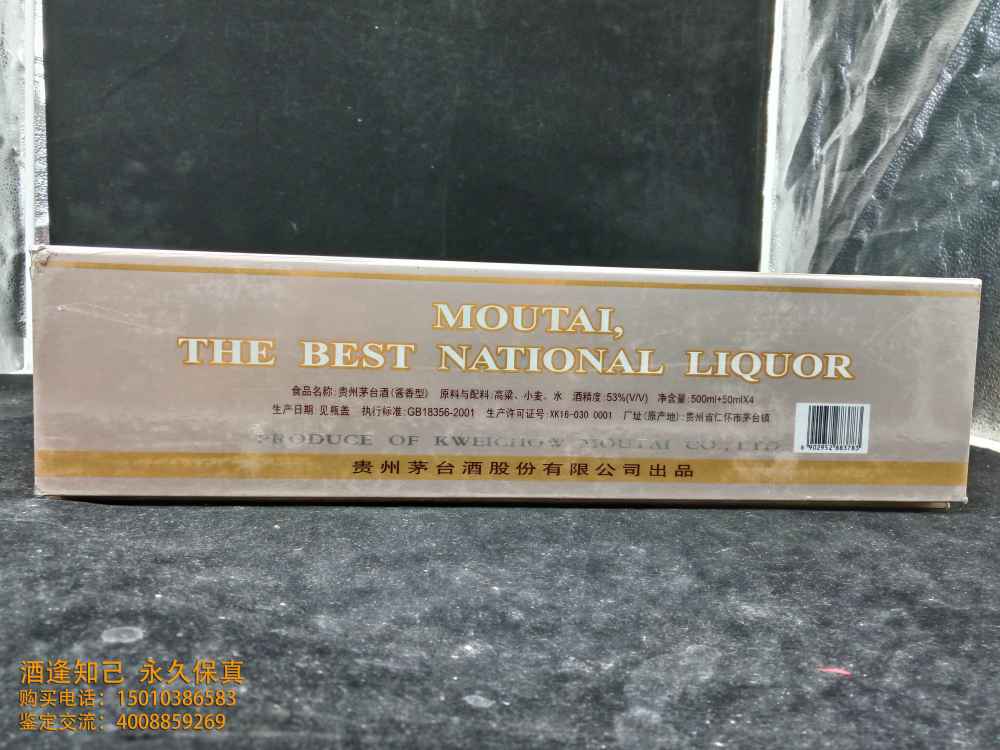 MOUTAI,
THE BEST NATIONAL LIQUOR
食品名称:贵州茅台酒(酱香型) 原料与配料:高粱、小麦、水 酒精度:53%(V/V) 净含量:500ml+50mlX4
生产日期:见瓶盖 执行标准:GB18356-2001 生产许可证号:XK16-030 0001 厂址(原产地):贵州省仁怀市茅台镇
PRODUCE OF KWEICHOW MOUTAI CO., LTD
6 902952 883783
贵州茅台酒股份有限公司出品
酒逢知己 永久保真
购买电话：15010386583
鉴定交流：4008859269